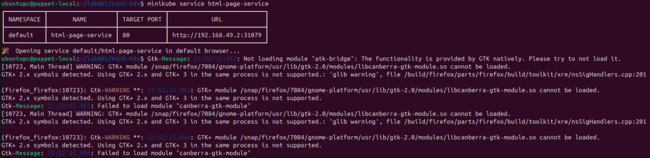 ubuntupc@puppet-local:~/lab003/html-k8s$ minikube service html-page-service
NAMESPACE NAME TARGET PORT URL
default html-page-service 80 http://192.168.49.2:31079
Opening service default/html-page-service in default browser...
ubuntupc@puppet-local:~/lab003/html-k8s$ Gtk-Message: Not loading module "atk-bridge": The functionality is provided by GTK natively. Please try to not load it.
[10723, Main Thread] WARNING: GTK+ module /snap/firefox/7084/gnome-platform/usr/lib/gtk-2.0/modules/libcanberra-gtk-module.so cannot be loaded.
GTK+ 2.x symbols detected. Using GTK+ 2.x and GTK+ 3 in the same process is not supported.: 'glib warning', file /build/firefox/parts/firefox/build/toolkit/xre/nsSigHandlers.cpp:201
(firefox_firefox:10723): Gtk-WARNING **: GTK+ module /snap/firefox/7084/gnome-platform/usr/lib/gtk-2.0/modules/libcanberra-gtk-module.so cannot be loaded.
GTK+ 2.x symbols detected. Using GTK+ 2.x and GTK+ 3 in the same process is not supported.
Gtk-Message: Failed to load module "canberra-gtk-module"
[10723, Main Thread] WARNING: GTK+ module /snap/firefox/7084/gnome-platform/usr/lib/gtk-2.0/modules/libcanberra-gtk-module.so cannot be loaded.
GTK+ 2.x symbols detected. Using GTK+ 2.x and GTK+ 3 in the same process is not supported.: 'glib warning', file /build/firefox/parts/firefox/build/toolkit/xre/nsSigHandlers.cpp:201
(firefox_firefox:10723): Gtk-WARNING **: GTK+ module /snap/firefox/7084/gnome-platform/usr/lib/gtk-2.0/modules/libcanberra-gtk-module.so cannot be loaded.
GTK+ 2.x symbols detected. Using GTK+ 2.x and GTK+ 3 in the same process is not supported.
Gtk-Message: Failed to load module "canberra-gtk-module"